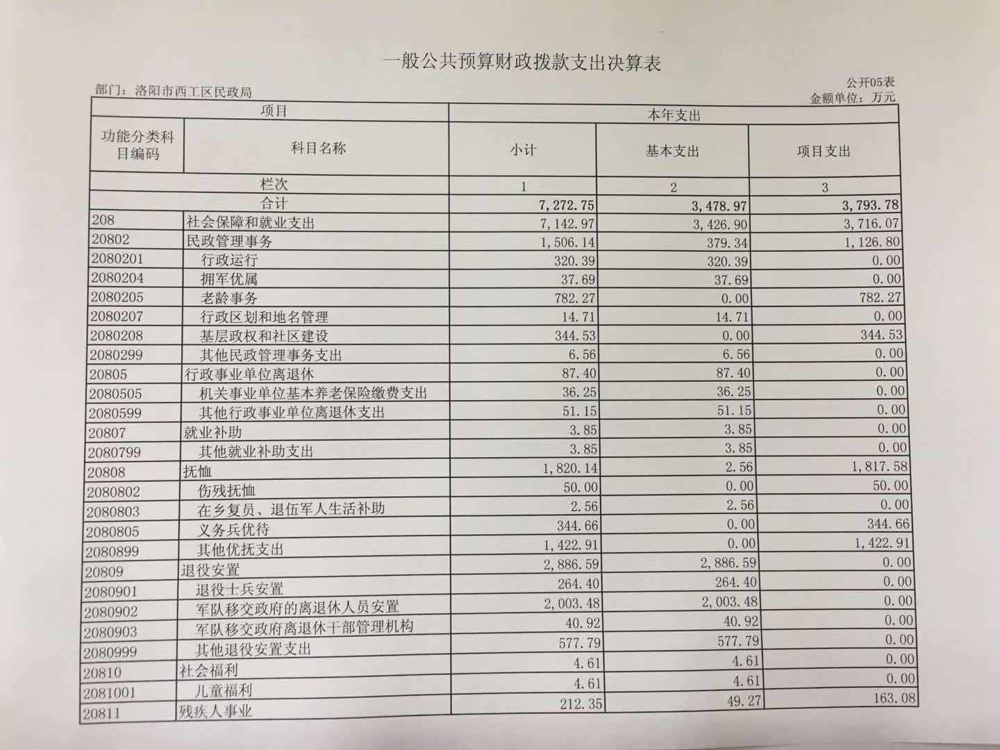 一般公共预算财政拨款支出决算表
公开05表
部门：洛阳市西工区民政局 金额单位：万元
项目 本年支出
功能分类科目编码 科目名称 小计 基本支出 项目支出
栏次 1 2 3
合计 7,272.75 3,478.97 3,793.78
208 社会保障和就业支出 7,142.97 3,426.90 3,716.07
20802 民政管理事务 1,506.14 379.34 1,126.80
2080201 行政运行 320.39 320.39 0.00
2080204 拥军优属 37.69 37.69 0.00
2080205 老龄事务 782.27 0.00 782.27
2080207 行政区划和地名管理 14.71 14.71 0.00
2080208 基层政权和社区建设 344.53 0.00 344.53
2080299 其他民政管理事务支出 6.56 6.56 0.00
20805 行政事业单位离退休 87.40 87.40 0.00
2080505 机关事业单位基本养老保险缴费支出 36.25 36.25 0.00
2080599 其他行政事业单位离退休支出 51.15 51.15 0.00
20807 就业补助 3.85 3.85 0.00
2080799 其他就业补助支出 3.85 3.85 0.00
20808 抚恤 1,820.14 2.56 1,817.58
2080802 伤残抚恤 50.00 0.00 50.00
2080803 在乡复员、退伍军人生活补助 2.56 2.56 0.00
2080805 义务兵优待 344.66 0.00 344.66
2080899 其他优抚支出 1,422.91 0.00 1,422.91
20809 退役安置 2,886.59 2,886.59 0.00
2080901 退役士兵安置 264.40 264.40 0.00
2080902 军队移交政府的离退休人员安置 2,003.48 2,003.48 0.00
2080903 军队移交政府离退休干部管理机构 40.92 40.92 0.00
2080999 其他退役安置支出 577.79 577.79 0.00
20810 社会福利 4.61 4.61 0.00
2081001 儿童福利 4.61 4.61 0.00
20811 残疾人事业 212.35 49.27 163.08